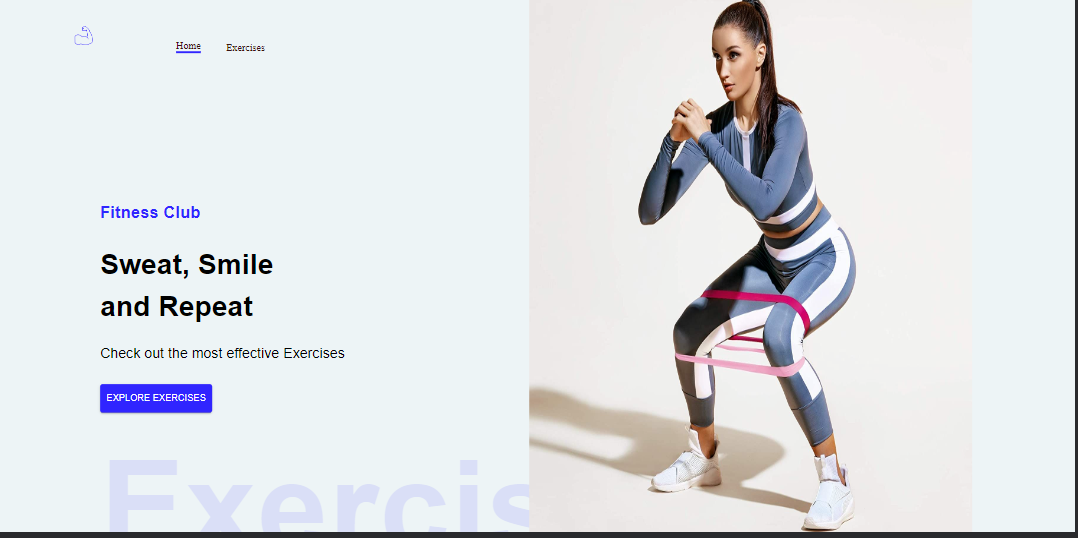 Home
Exercises
Fitness Club
Sweat, Smile
and Repeat
Check out the most effective Exercises
EXPLORE EXERCISES
Exercis